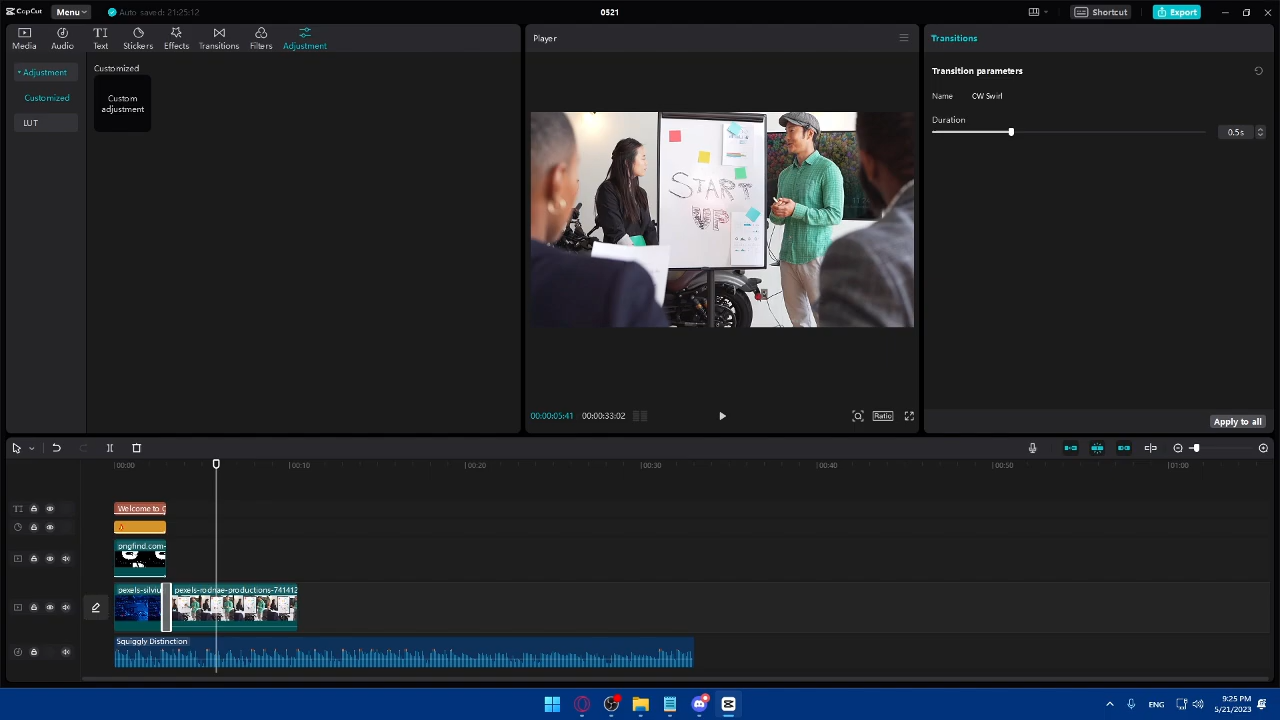 CapCut
Menu
Auto saved: 21:25:12
0521
Shortcut
Export
Media
Audio
Text
Stickers
Effects
Transitions
Filters
Adjustment
Adjustment
Customized
LUT
Customized
Custom
adjustment
Player
START
UP
00:00:05:41
00:00:33:02
Ratio
Transitions
Transition parameters
Name CW Swirl
Duration
0.5s
Apply to all
00:00
00:10
00:20
00:30
00:40
00:50
01:00
Welcome to C
pngfind.com-
pexels-silviu
pexels-rodnae-productions-741413
Squiggly Distinction
ENG
9:25 PM
5/21/2023